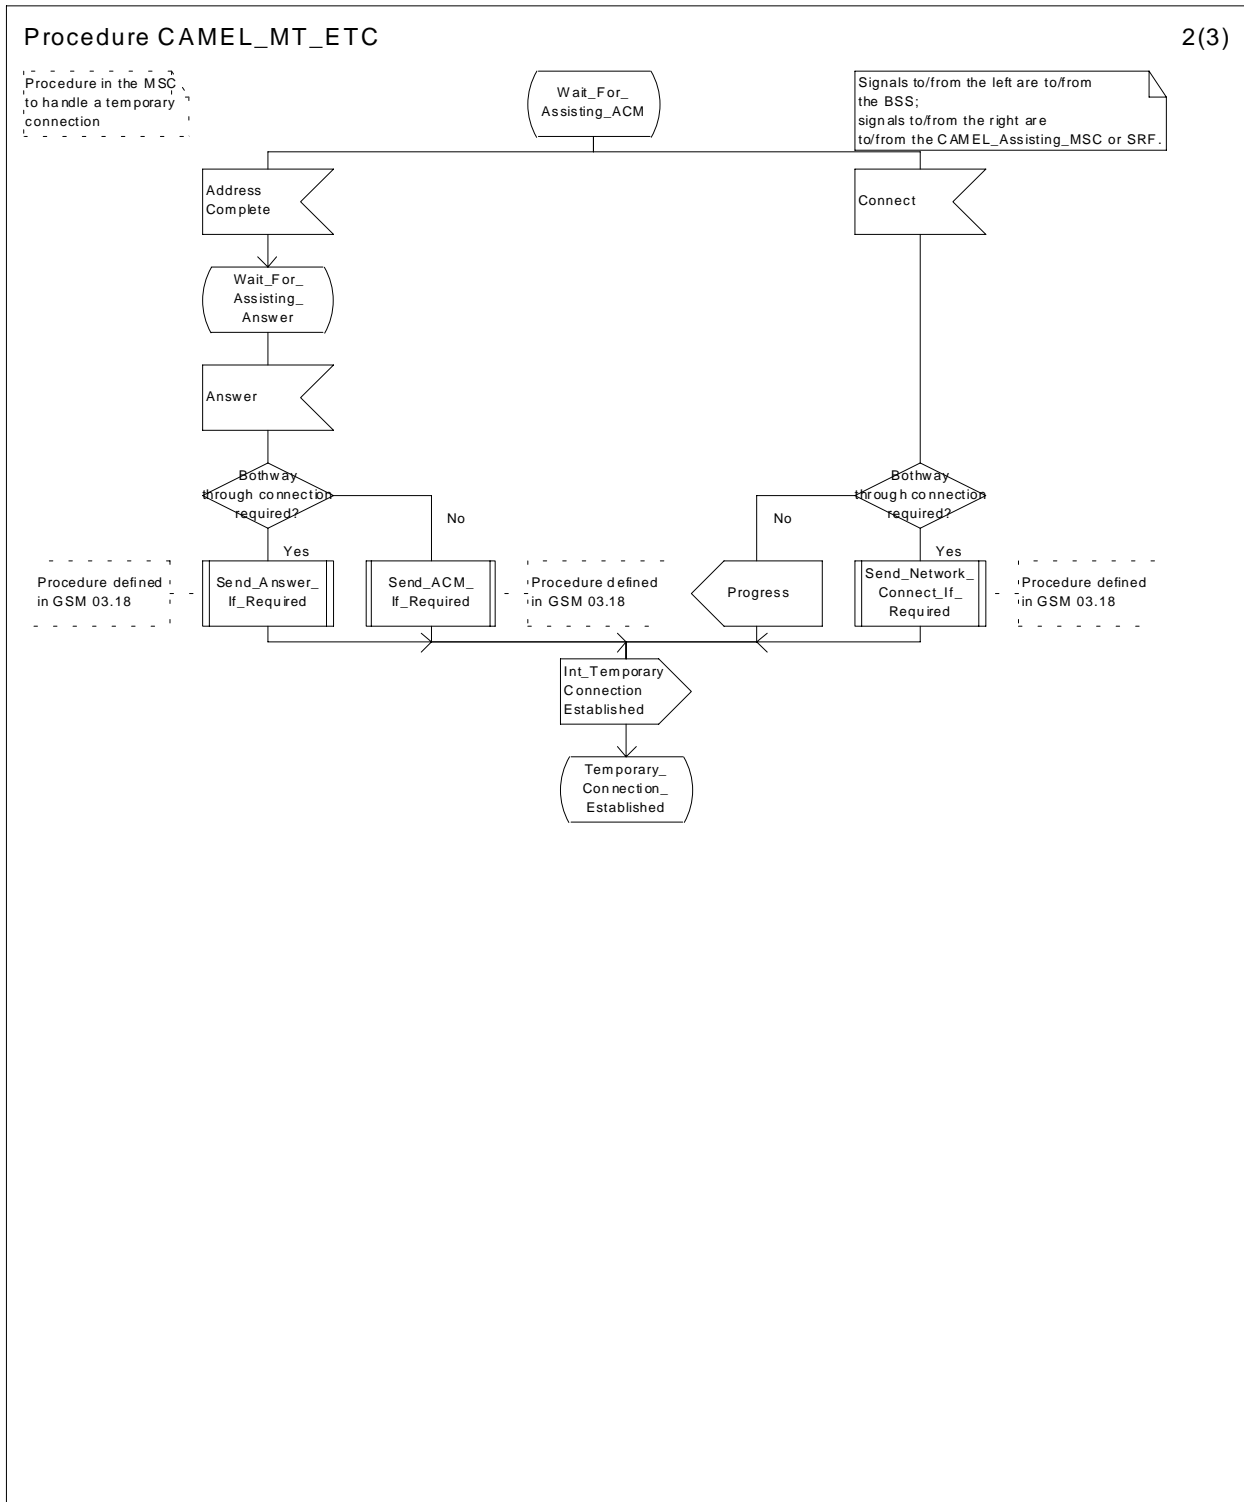 Procedure CAMEL_MT_ETC
2(3)
Procedure in the MSC
to handle a temporary
connection
Wait_For_
Assisting_ACM
Signals to/from the left are to/from
the BSS;
signals to/from the right are
to/from the CAMEL_Assisting_MSC or SRF.
Address
Complete
Connect
Wait_For_
Assisting_
Answer
Answer
Bothway
through connection
required?
No
Yes
Bothway
through connection
required?
No
Yes
Procedure defined
in GSM 03.18
Send_Answer_
If_Required
Send_ACM_
If_Required
Procedure defined
in GSM 03.18
Progress
Send_Network_
Connect_If_
Required
Procedure defined
in GSM 03.18
Int_Temporary
Connection
Established
Temporary_
Connection_
Established